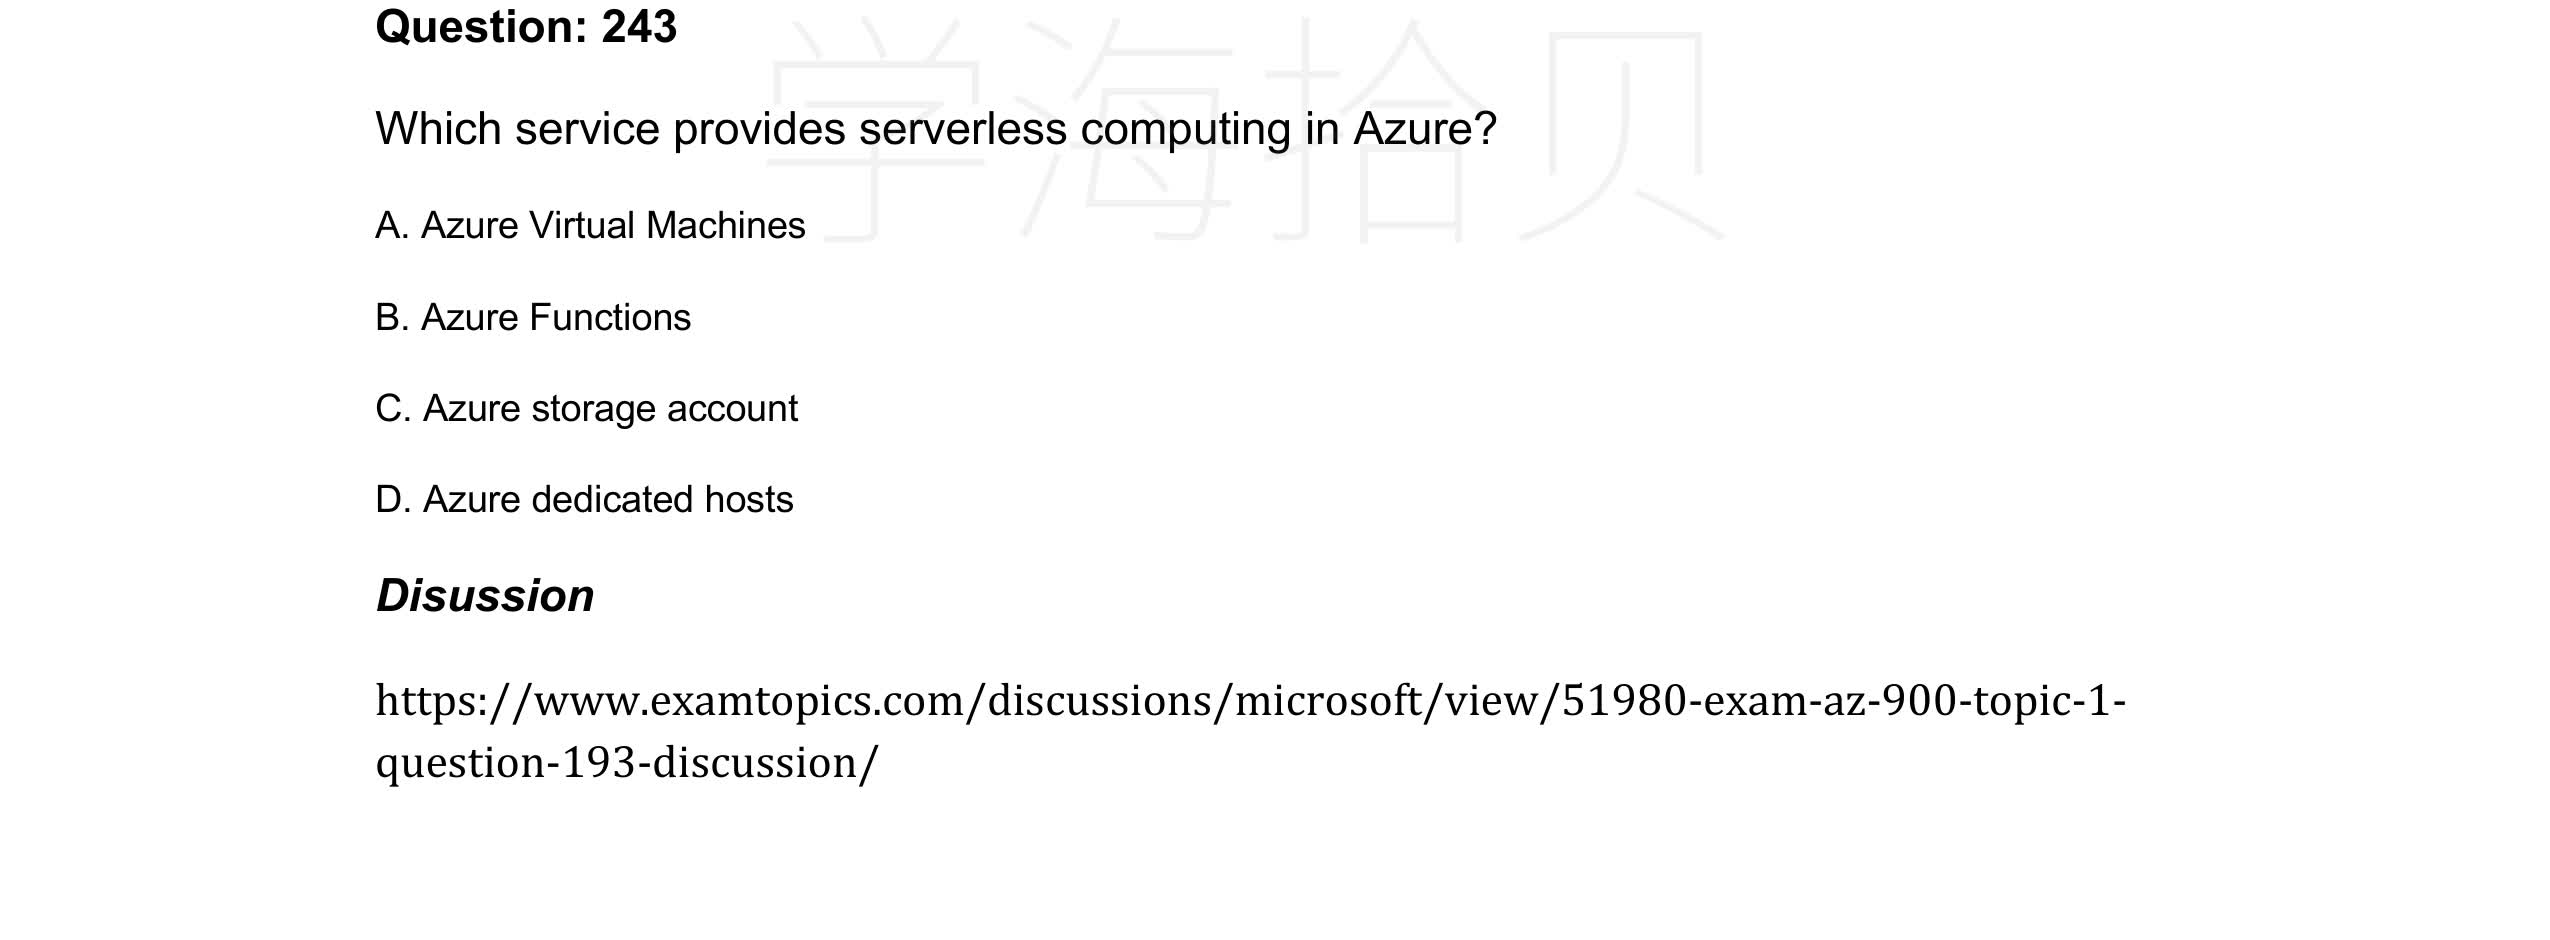 Question: 243
学海拾贝
Which service provides serverless computing in Azure?
A. Azure Virtual Machines
B. Azure Functions
C. Azure storage account
D. Azure dedicated hosts
Disussion
https://www.examtopics.com/discussions/microsoft/view/51980-exam-az-900-topic-1-
question-193-discussion/